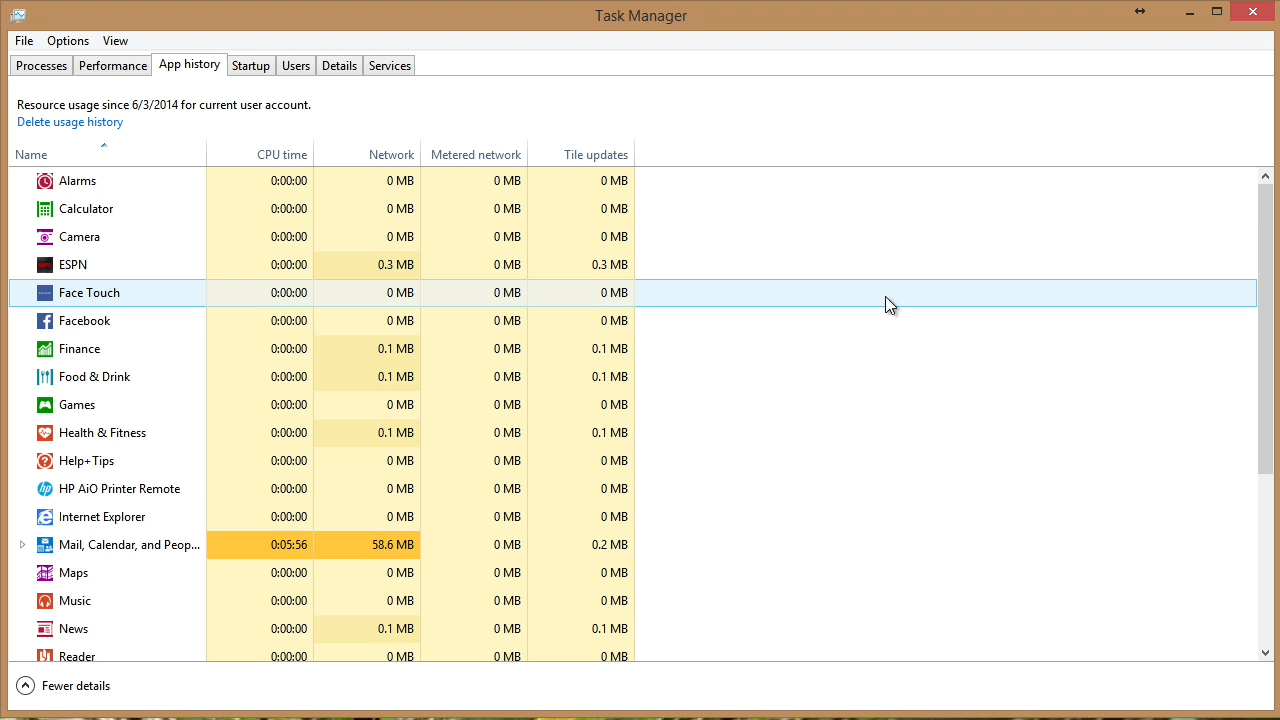 Task Manager
File Options View
Processes Performance App history Startup Users Details Services
Resource usage since 6/3/2014 for current user account.
Delete usage history
Name CPU time Network Metered network Tile updates
Alarms 0:00:00 0 MB 0 MB 0 MB
Calculator 0:00:00 0 MB 0 MB 0 MB
Camera 0:00:00 0 MB 0 MB 0 MB
ESPN 0:00:00 0.3 MB 0 MB 0.3 MB
Face Touch 0:00:00 0 MB 0 MB 0 MB
Facebook 0:00:00 0 MB 0 MB 0 MB
Finance 0:00:00 0.1 MB 0 MB 0.1 MB
Food & Drink 0:00:00 0.1 MB 0 MB 0.1 MB
Games 0:00:00 0 MB 0 MB 0 MB
Health & Fitness 0:00:00 0.1 MB 0 MB 0.1 MB
Help+Tips 0:00:00 0 MB 0 MB 0 MB
HP AiO Printer Remote 0:00:00 0 MB 0 MB 0 MB
Internet Explorer 0:00:00 0 MB 0 MB 0 MB
Mail, Calendar, and Peop... 0:05:56 58.6 MB 0 MB 0.2 MB
Maps 0:00:00 0 MB 0 MB 0 MB
Music 0:00:00 0 MB 0 MB 0 MB
News 0:00:00 0.1 MB 0 MB 0.1 MB
Reader 0:00:00 0 MB 0 MB 0 MB
Fewer details